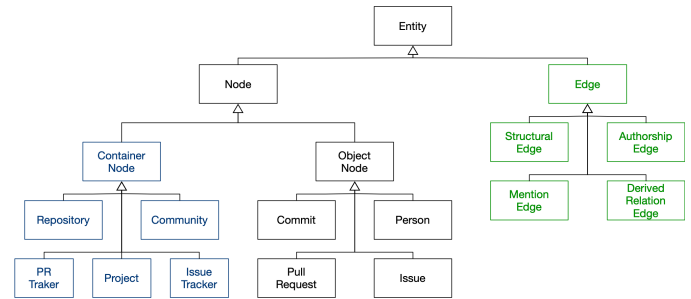 Entity
Node
Edge
Container
Node
Object
Node
Structural
Edge
Authorship
Edge
Repository
Community
Commit
Person
Mention
Edge
Derived
Relation
Edge
PR
Traker
Project
Issue
Tracker
Pull
Request
Issue